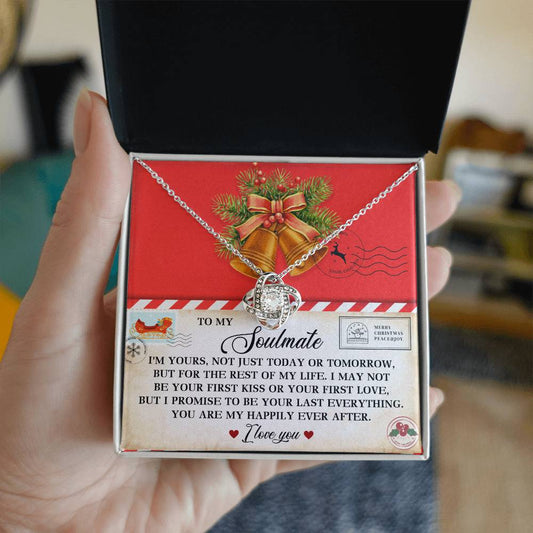 TO MY
Soulmate
MERRY
CHRISTMAS
PEACE&JOY
I'M YOURS, NOT JUST TODAY OR TOMORROW,
BUT FOR THE REST OF MY LIFE. I MAY NOT
BE YOUR FIRST KISS OR YOUR FIRST LOVE,
BUT I PROMISE TO BE YOUR LAST EVERYTHING.
YOU ARE MY HAPPILY EVER AFTER.
I love you